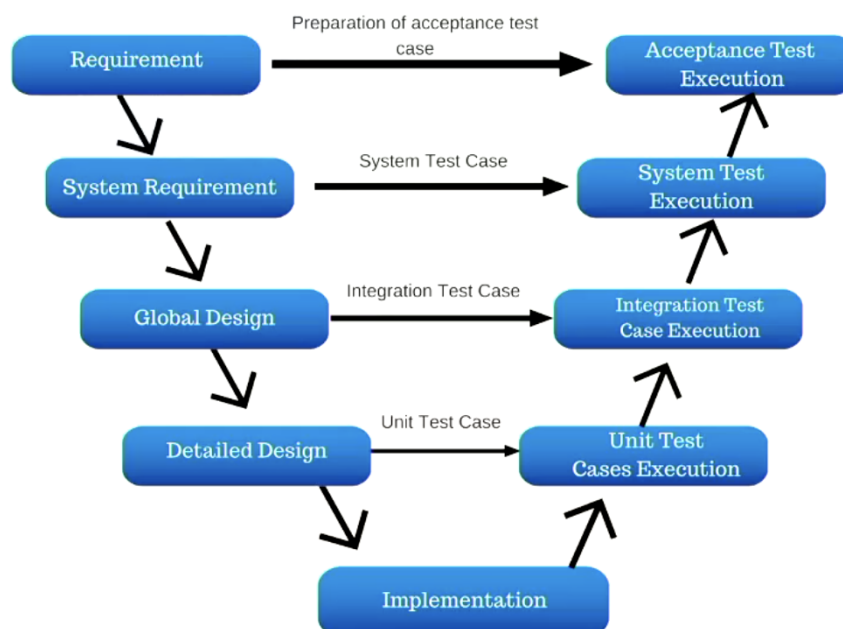 Preparation of acceptance test
case
Requirement
Acceptance Test
Execution
System Test Case
System Requirement
System Test
Execution
Integration Test Case
Global Design
Integration Test
Case Execution
Unit Test Case
Detailed Design
Unit Test
Cases Execution
Implementation